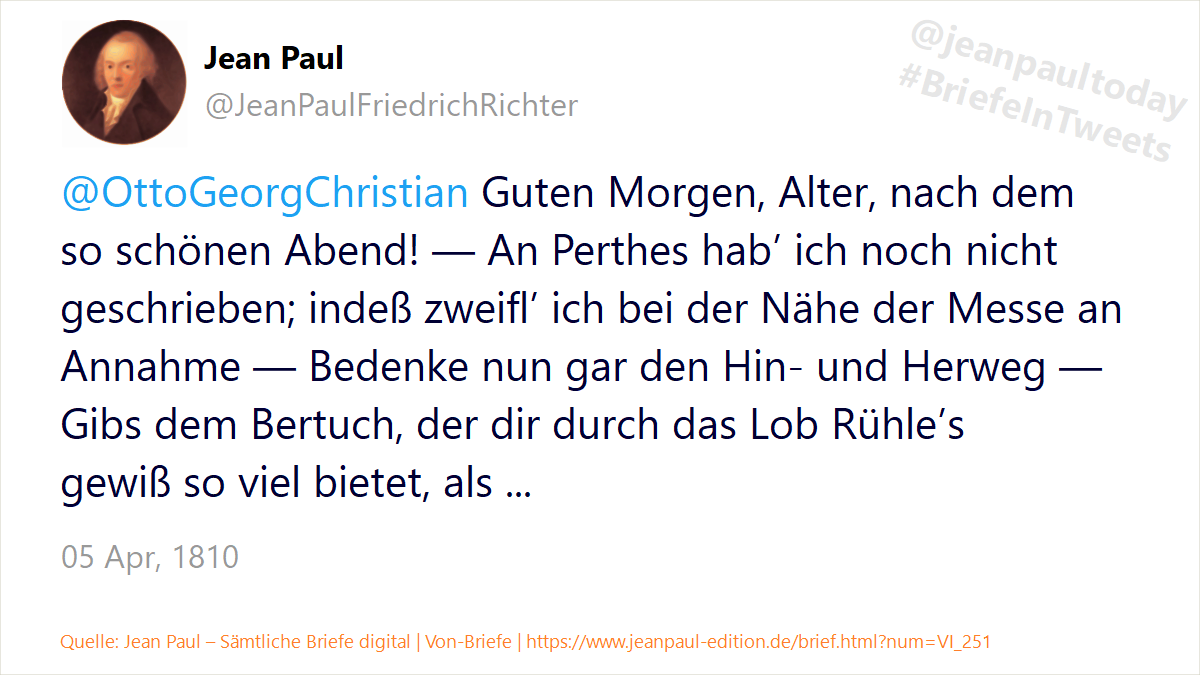 Jean Paul
@JeanPaulFriedrichRichter
@jeanpaultoday
#BriefeInTweets
@OttoGeorgChristian Guten Morgen, Alter, nach dem
so schönen Abend! — An Perthes hab’ ich noch nicht
geschrieben; indeß zweifl’ ich bei der Nähe der Messe an
Annahme — Bedenke nun gar den Hin- und Herweg —
Gibs dem Bertuch, der dir durch das Lob Rühle’s
gewiß so viel bietet, als ...
05 Apr, 1810
Quelle: Jean Paul – Sämtliche Briefe digital | Von-Briefe | https://www.jeanpaul-edition.de/brief.html?num=VI_251